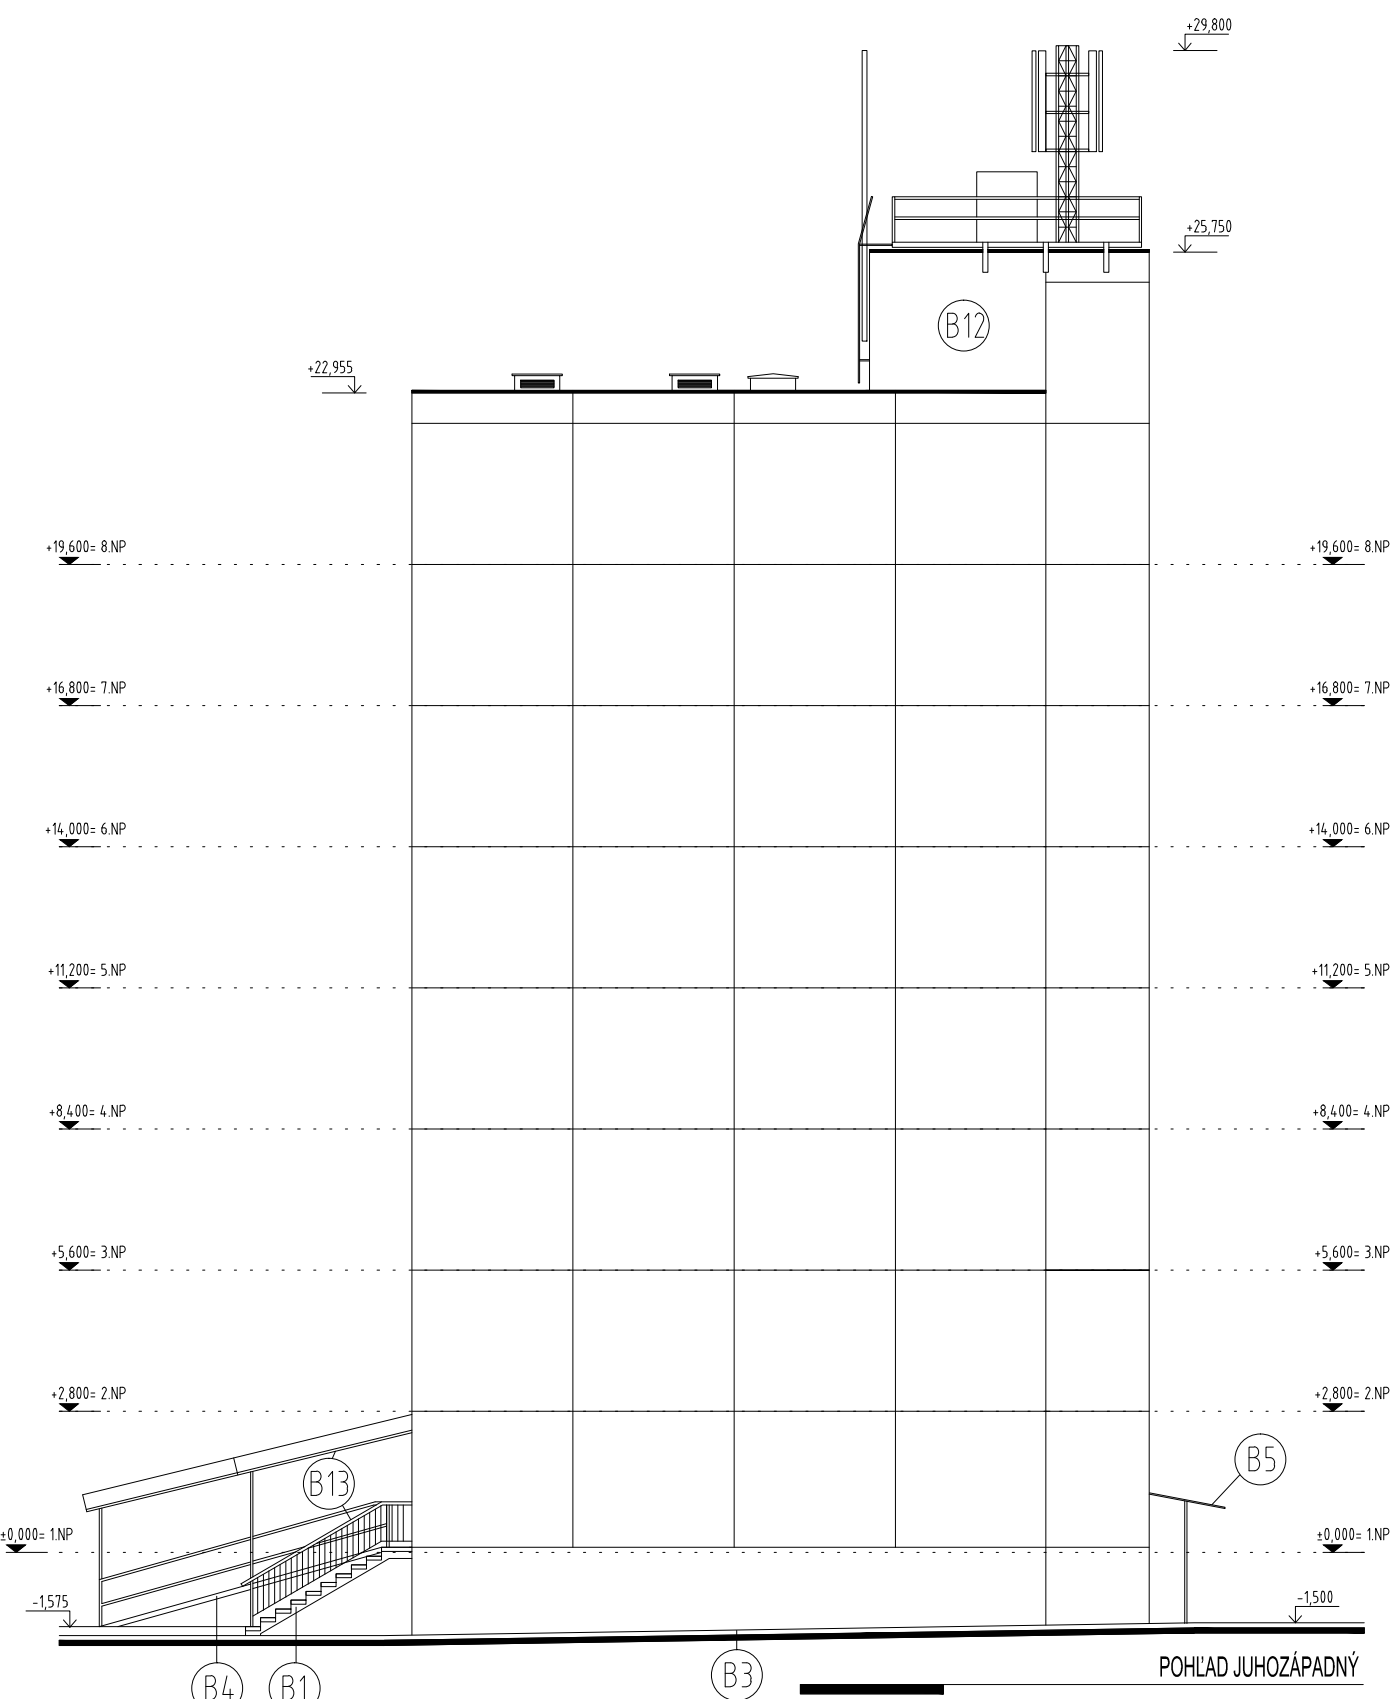 +29,800
+25,750
B12
+22,955
+19,600= 8.NP
+19,600= 8.NP
+16,800= 7.NP
+16,800= 7.NP
+14,000= 6.NP
+14,000= 6.NP
+11,200= 5.NP
+11,200= 5.NP
+8,400= 4.NP
+8,400= 4.NP
+5,600= 3.NP
+5,600= 3.NP
+2,800= 2.NP
+2,800= 2.NP
B5
B13
±0,000= 1.NP
±0,000= 1.NP
-1,575
-1,500
POHĽAD JUHOZÁPADNÝ
B4
B1
B3